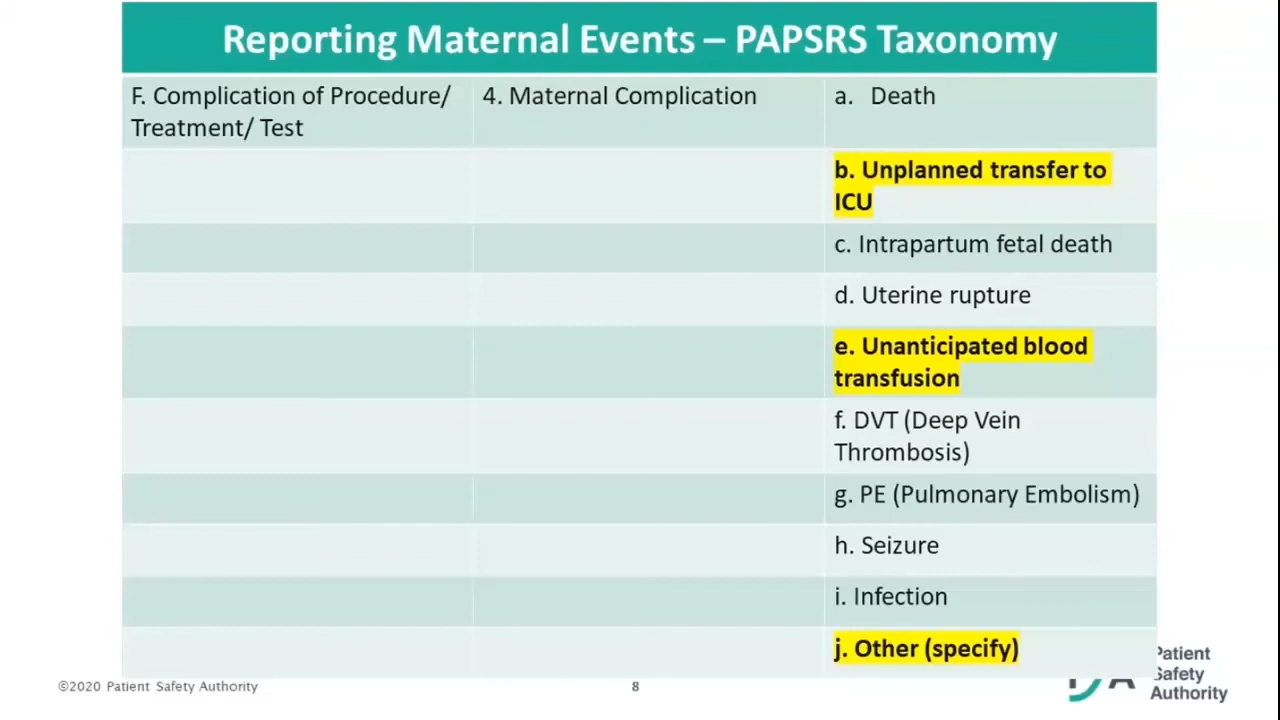 Reporting Maternal Events – PAPSRS Taxonomy
F. Complication of Procedure/
Treatment/ Test
4. Maternal Complication
a. Death
b. Unplanned transfer to
ICU
c. Intrapartum fetal death
d. Uterine rupture
e. Unanticipated blood
transfusion
f. DVT (Deep Vein
Thrombosis)
g. PE (Pulmonary Embolism)
h. Seizure
i. Infection
j. Other (specify)
©2020 Patient Safety Authority
8
Patient
Safety
Authority